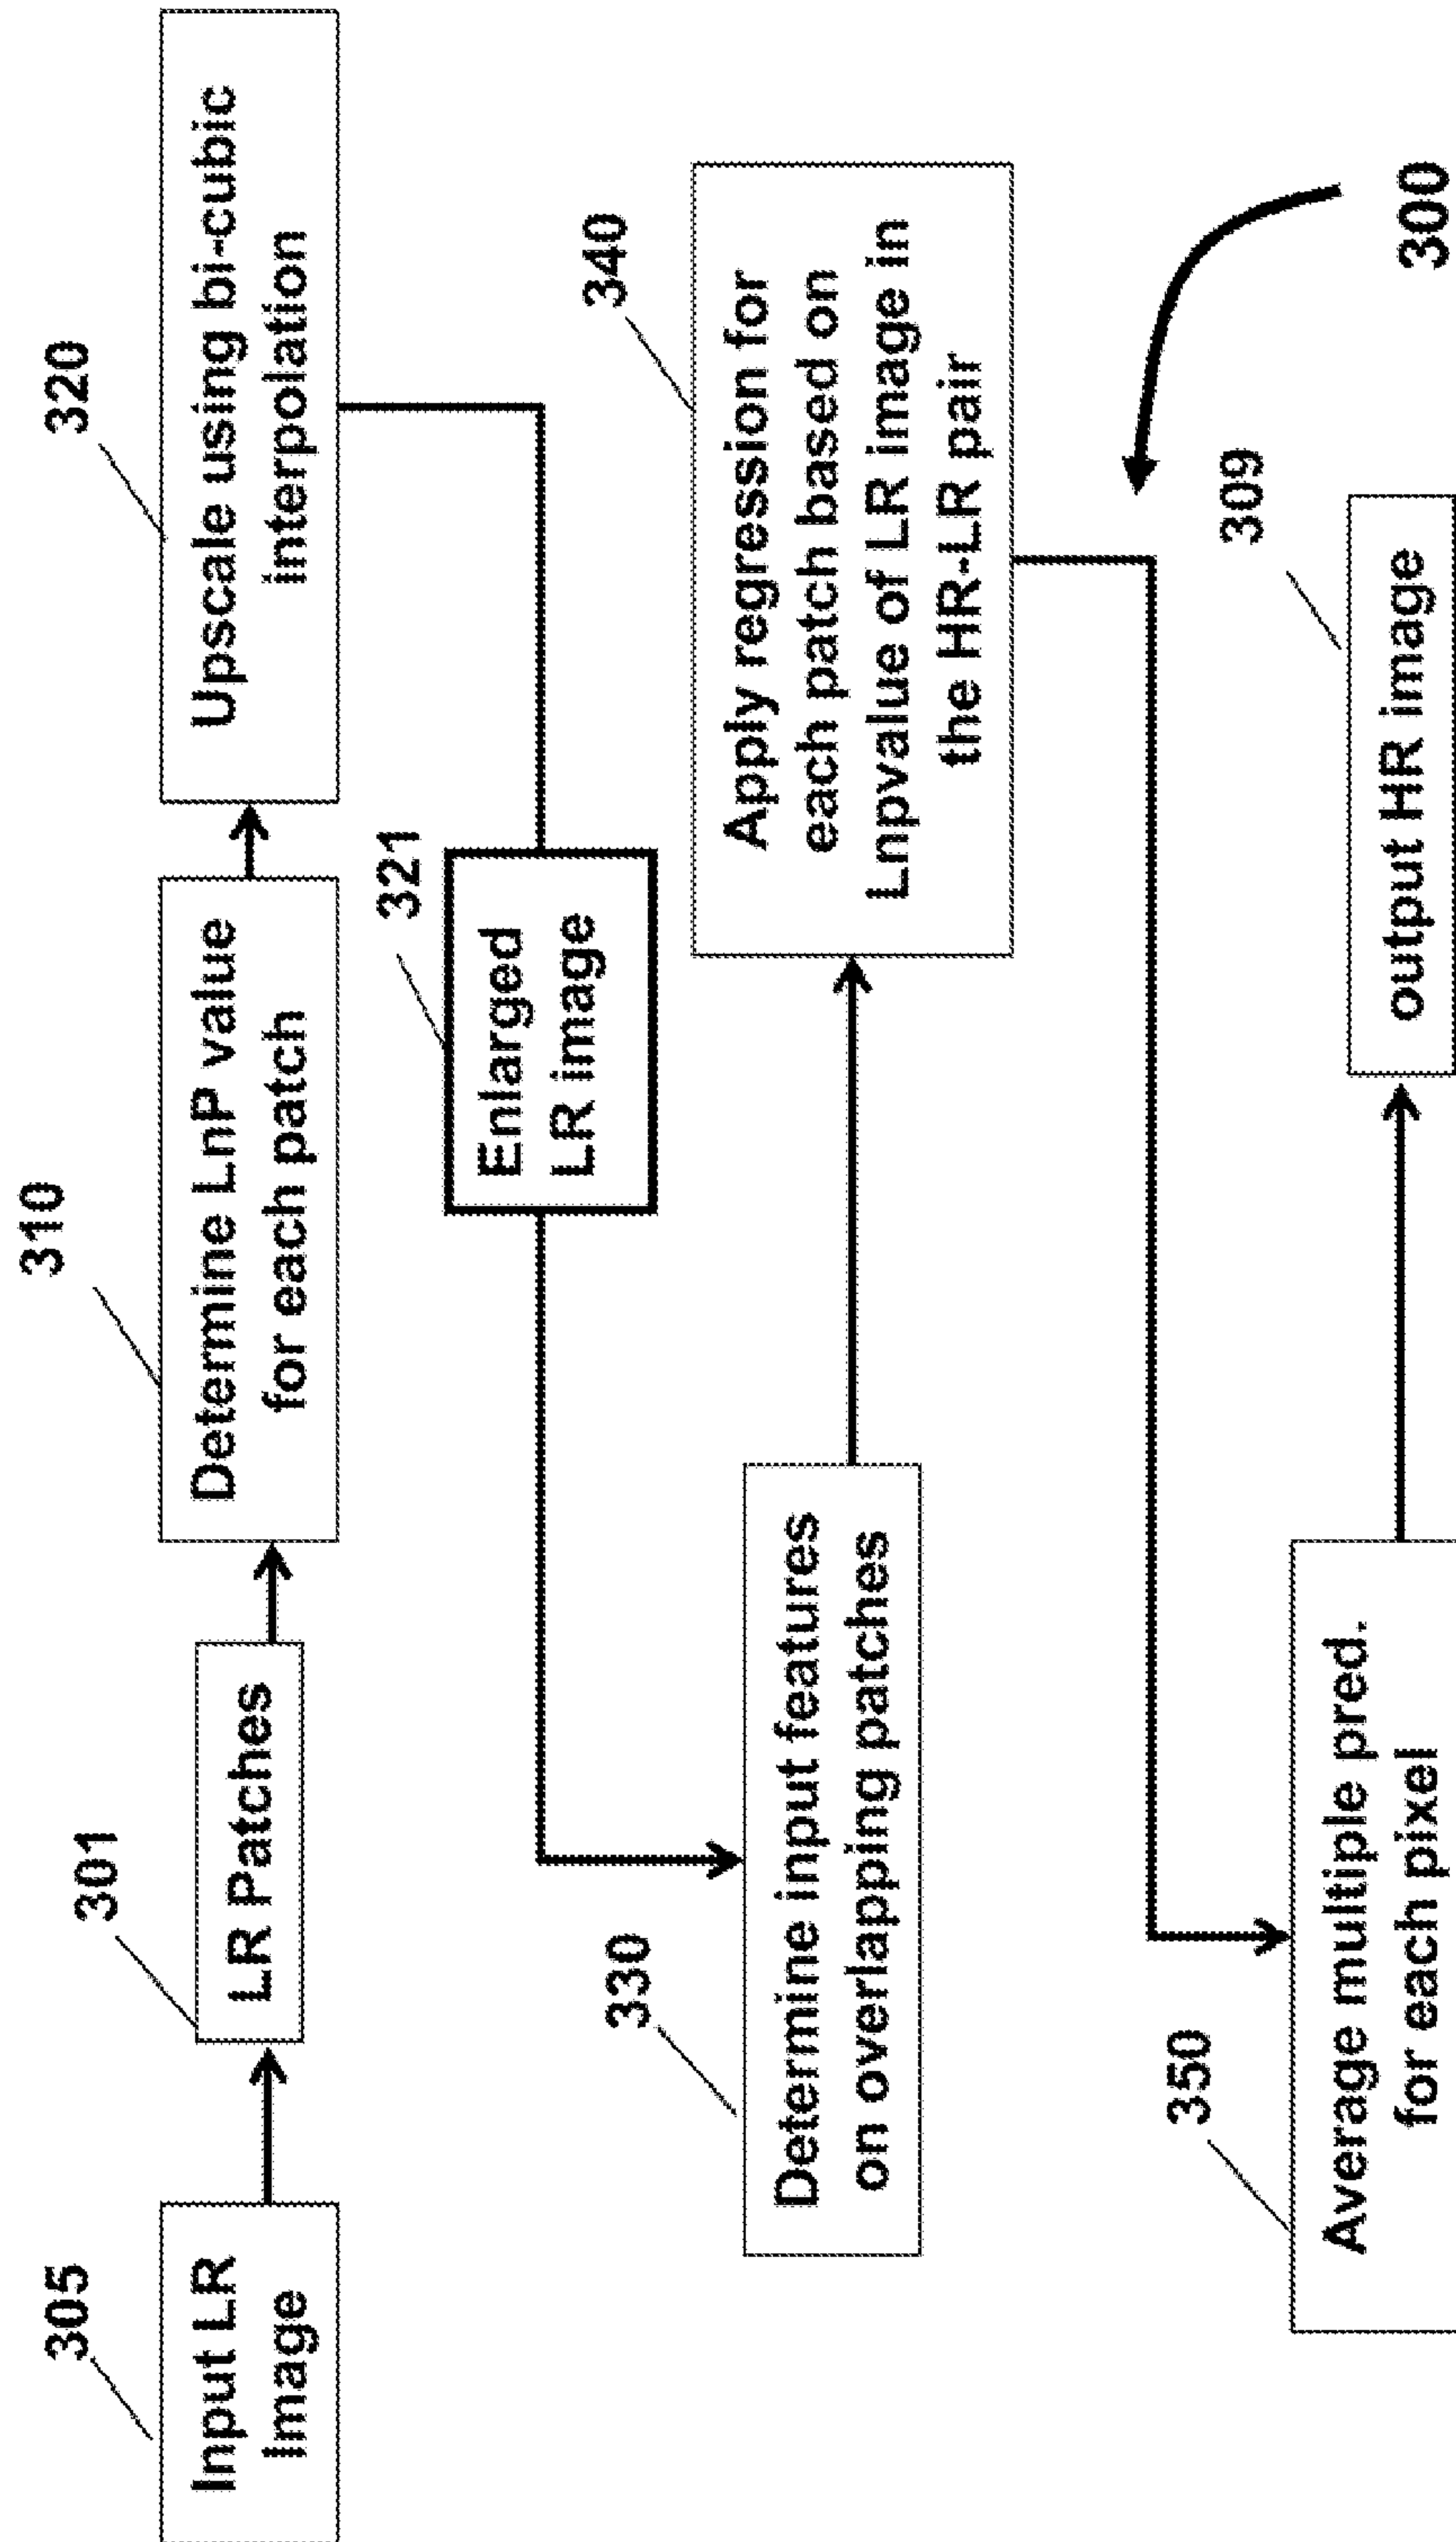 305
Input LR
Image
301
LR Patches
310
Determine LnP value
for each patch
320
Upscale using bi-cubic
interpolation
321
Enlarged
LR image
330
Determine input features
on overlapping patches
340
Apply regression for
each patch based on
Lnpvalue of LR image in
the HR-LR pair
350
Average multiple pred.
for each pixel
309
output HR image
300